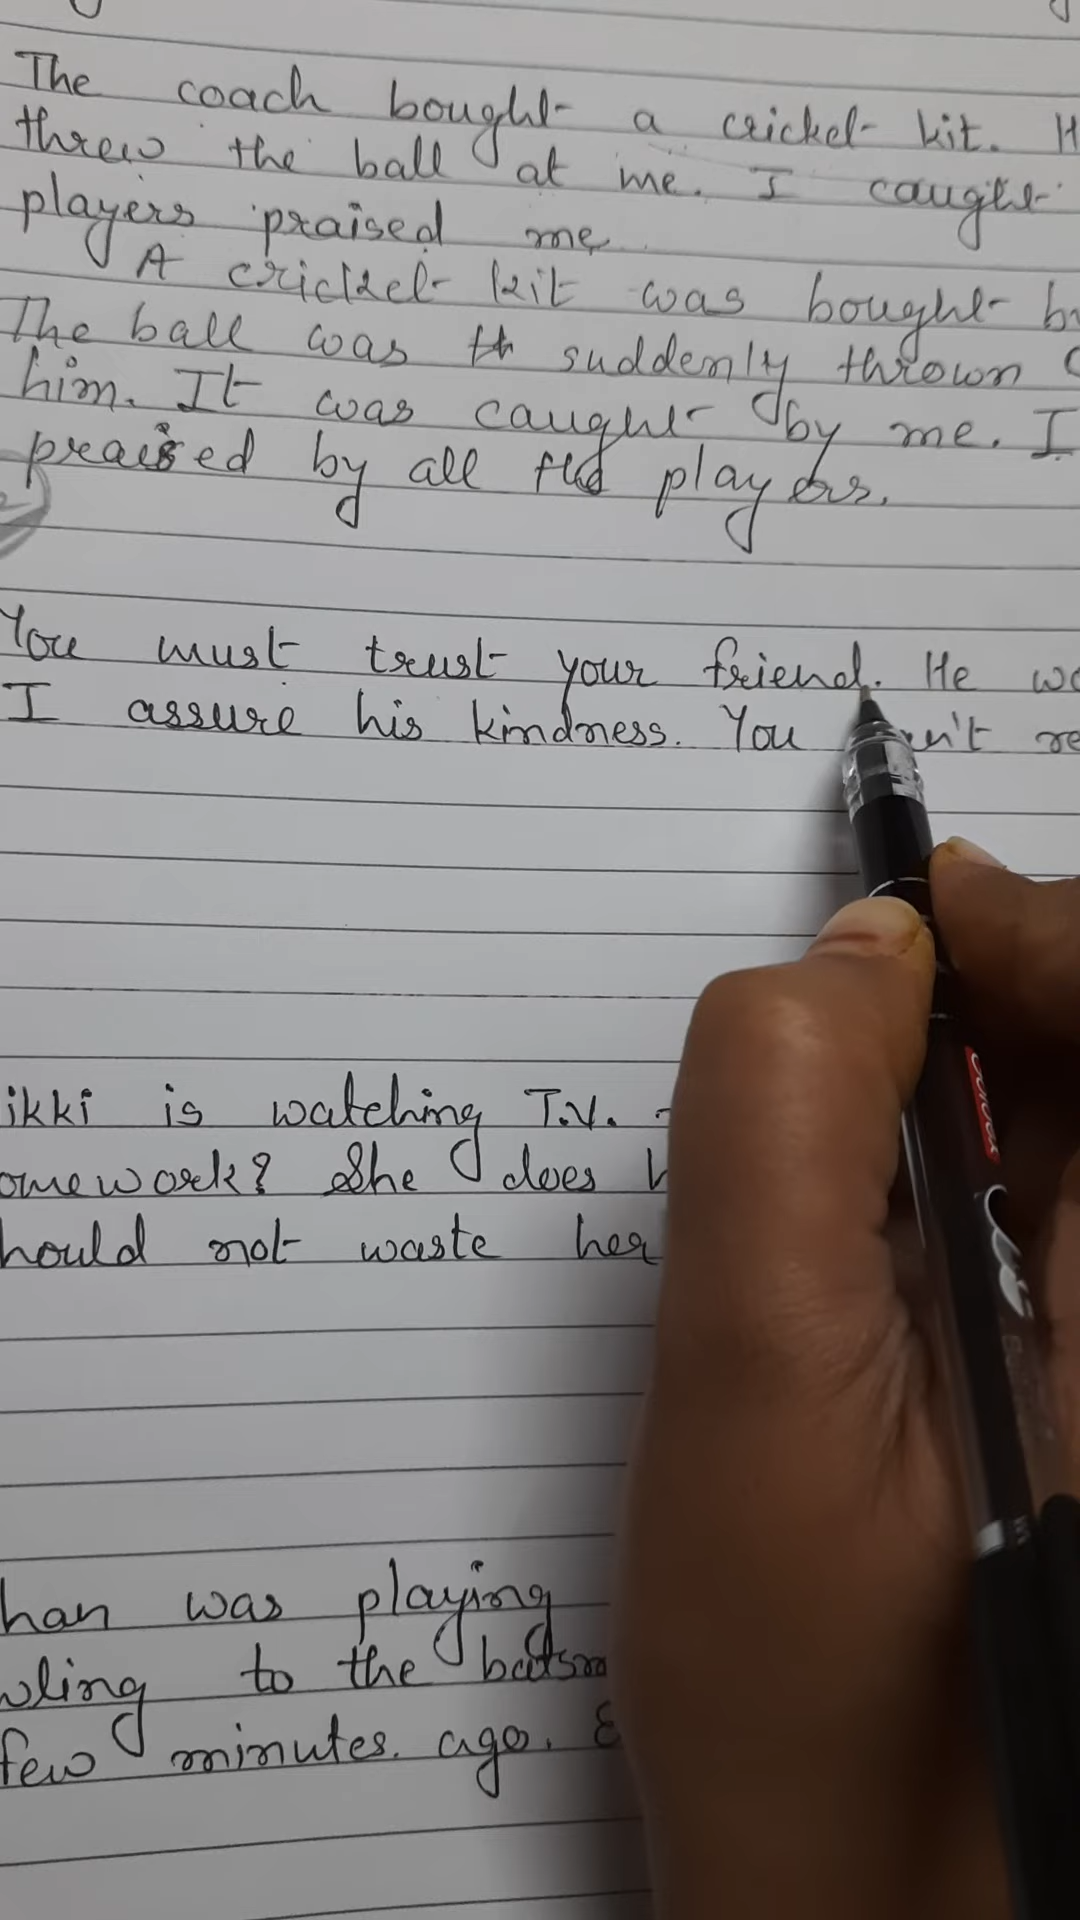 The coach bought a cricket kit. H
threw the ball at me. I caught
players praised me.
A cricket kit was bought
The ball was th suddenly thrown
him. It was caught by me. I
praised by all the players.
You must trust your friend. He
I assure his kindness. You
ikki is watching T.V.
omework? She does
hould not waste her
han was playing
wling to the batsm
few minutes. ago.